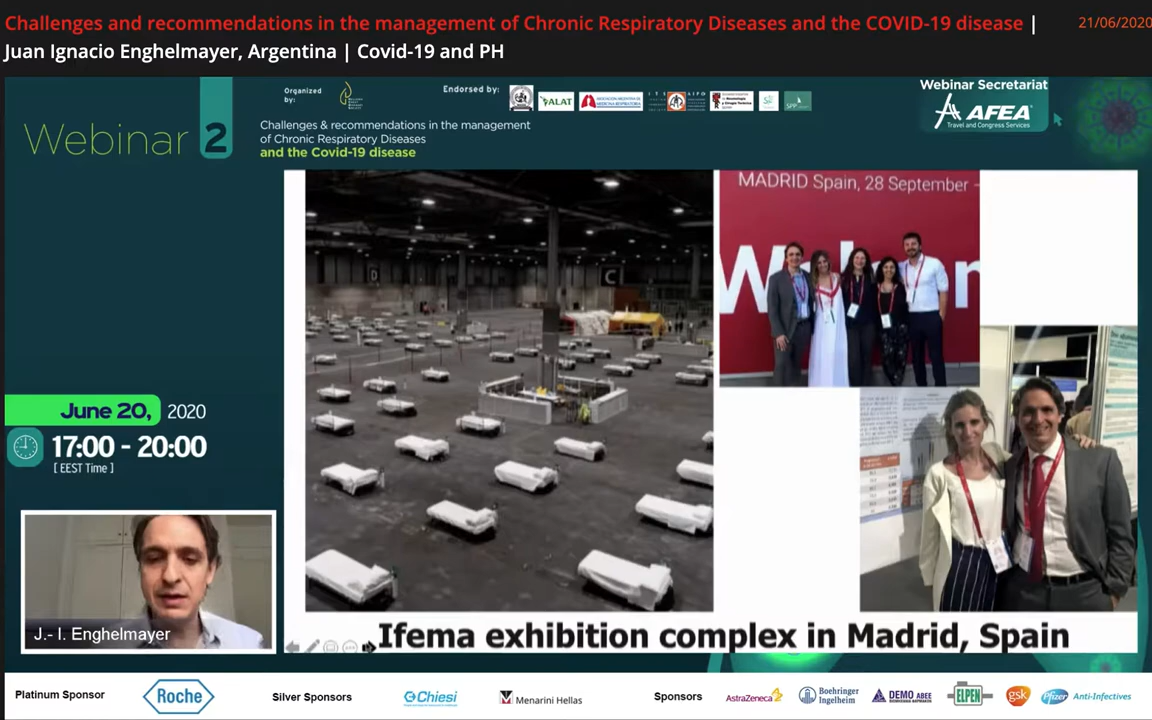 Challenges and recommendations in the management of Chronic Respiratory Diseases and the COVID-19 disease |
21/06/2020
Juan Ignacio Enghelmayer, Argentina | Covid-19 and PH
Webinar 2
Organized by:
Endorsed by:
ALAT
Webinar Secretariat
AFEA
Travel and Congress Services
Challenges & recommendations in the management
of Chronic Respiratory Diseases
and the Covid-19 disease
MADRID Spain, 28 September -
D
C
June 20, 2020
17:00 - 20:00
[ EEST Time ]
J.- I. Enghelmayer
Ifema exhibition complex in Madrid, Spain
Platinum Sponsor
Roche
Silver Sponsors
Chiesi
Menarini Hellas
Sponsors
AstraZeneca
Boehringer
Ingelheim
DEMO ABEE
ELPEN
gsk
Pfizer
Anti-Infectives